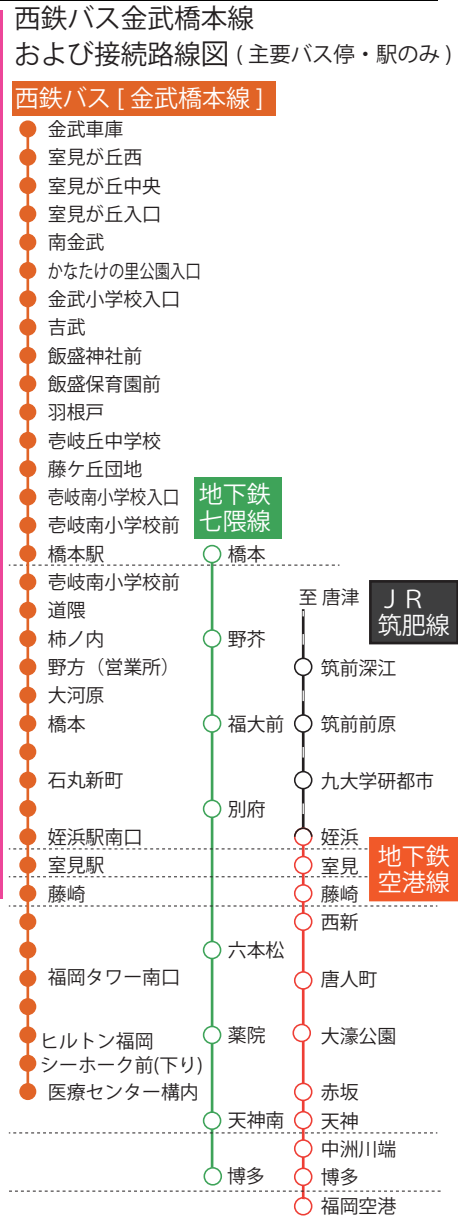 西鉄バス金武橋本線
および接続路線図 ( 主要バス停・駅のみ )
西鉄バス [ 金武橋本線 ]
金武車庫
室見が丘西
室見が丘中央
室見が丘入口
南金武
かなたけの里公園入口
金武小学校入口
吉武
飯盛神社前
飯盛保育園前
羽根戸
壱岐丘中学校
藤ケ丘団地
壱岐南小学校入口
壱岐南小学校前
橋本駅
壱岐南小学校前
道隈
柿ノ内
野方（営業所）
大河原
橋本
石丸新町
姪浜駅南口
室見駅
藤崎
福岡タワー南口
ヒルトン福岡
シーホーク前(下り)
医療センター構内
地下鉄
七隈線
橋本
野芥
福大前
別府
六本松
薬院
天神南
博多
ＪＲ
筑肥線
至 唐津
筑前深江
筑前前原
九大学研都市
姪浜
地下鉄
空港線
室見
藤崎
西新
唐人町
大濠公園
赤坂
天神
中洲川端
博多
福岡空港